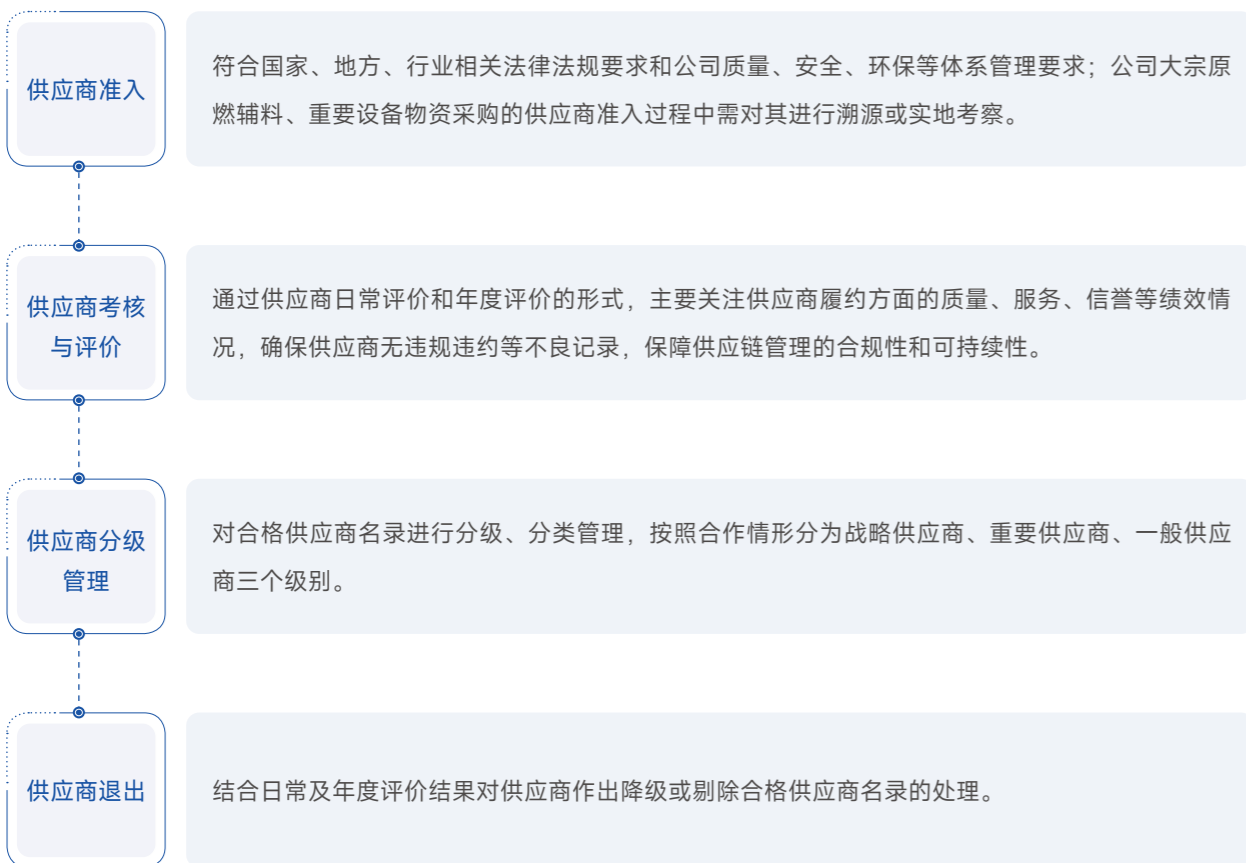 供应商准入
符合国家、地方、行业相关法律法规要求和公司质量、安全、环保等体系管理要求；公司大宗原
燃辅料、重要设备物资采购的供应商准入过程中需对其进行溯源或实地考察。
供应商考核
与评价
通过供应商日常评价和年度评价的形式，主要关注供应商履约方面的质量、服务、信誉等绩效情
况，确保供应商无违规违约等不良记录，保障供应链管理的合规性和可持续性。
供应商分级
管理
对合格供应商名录进行分级、分类管理，按照合作情形分为战略供应商、重要供应商、一般供应
商三个级别。
供应商退出
结合日常及年度评价结果对供应商作出降级或剔除合格供应商名录的处理。